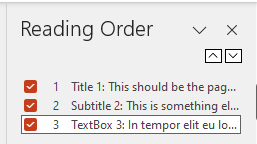 Reading Order
1 Title 1: This should be the pag...
2 Subtitle 2: This is something el...
3 TextBox 3: In tempor elit eu lo...